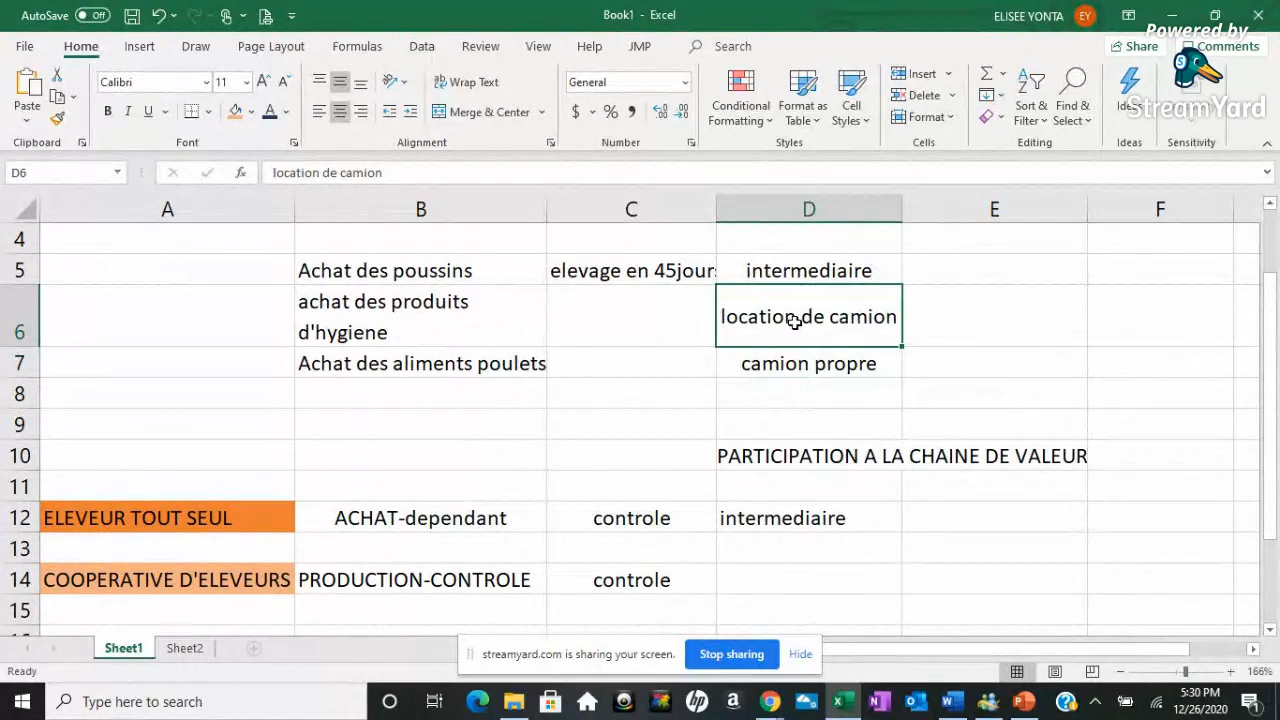 AutoSave Off
Book1 - Excel
ELISEE YONTA EY
Powered by
StreamYard
File Home Insert Draw Page Layout Formulas Data Review View Help JMP Search Share Comments
Paste
Calibri 11
Wrap Text
General
Conditional Formatting
Format as Table
Cell Styles
Insert
Delete
Format
Sort & Filter
Find & Select
B I U
Merge & Center
$ % ,
Clipboard Font Alignment Number Styles Cells Editing Ideas Sensitivity
D6 fx location de camion
A B C D E F
4
5 Achat des poussins elevage en 45jour intermediaire
6 achat des produits d'hygiene location de camion
7 Achat des aliments poulets camion propre
8
9
10 PARTICIPATION A LA CHAINE DE VALEUR
11
12 ELEVEUR TOUT SEUL ACHAT-dependant controle intermediaire
13
14 COOPERATIVE D'ELEVEURS PRODUCTION-CONTROLE controle
15
Sheet1 Sheet2
streamyard.com is sharing your screen. Stop sharing Hide
Ready 166%
Type here to search
5:30 PM
12/26/2020